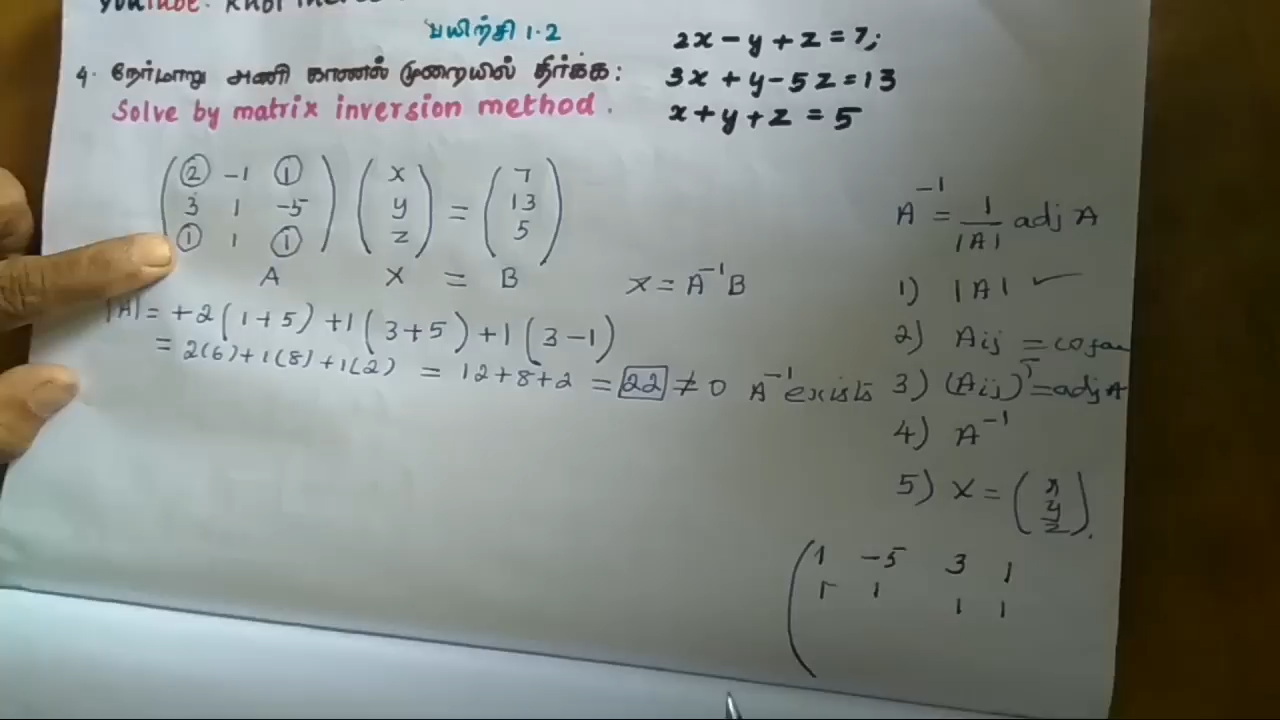 பயிற்சி 1.2
4. நேர்மாறு அணி காணல் முறையில் தீர்க்க :
Solve by matrix inversion method .
2x - y + z = 7;
3x + y - 5z = 13
x + y + z = 5
( 2 -1 1 ) ( x ) ( 7 )
( 3 1 -5 ) ( y ) = ( 13 )
( 1 1 1 ) ( z ) ( 5 )
A X = B X = A⁻¹B
|A| = +2(1+5) +1(3+5) +1(3-1)
= 2(6)+1(8)+1(2) = 12+8+2 = 22 ≠ 0 A⁻¹ exists
A⁻¹ = 1/|A| adj A
1) |A| ✓
2) Aij =
3) (Aij)ᵀ = adj A
4) A⁻¹
5) X = ( x y z ) .
( 1 -5 3 1
1 1 1 1